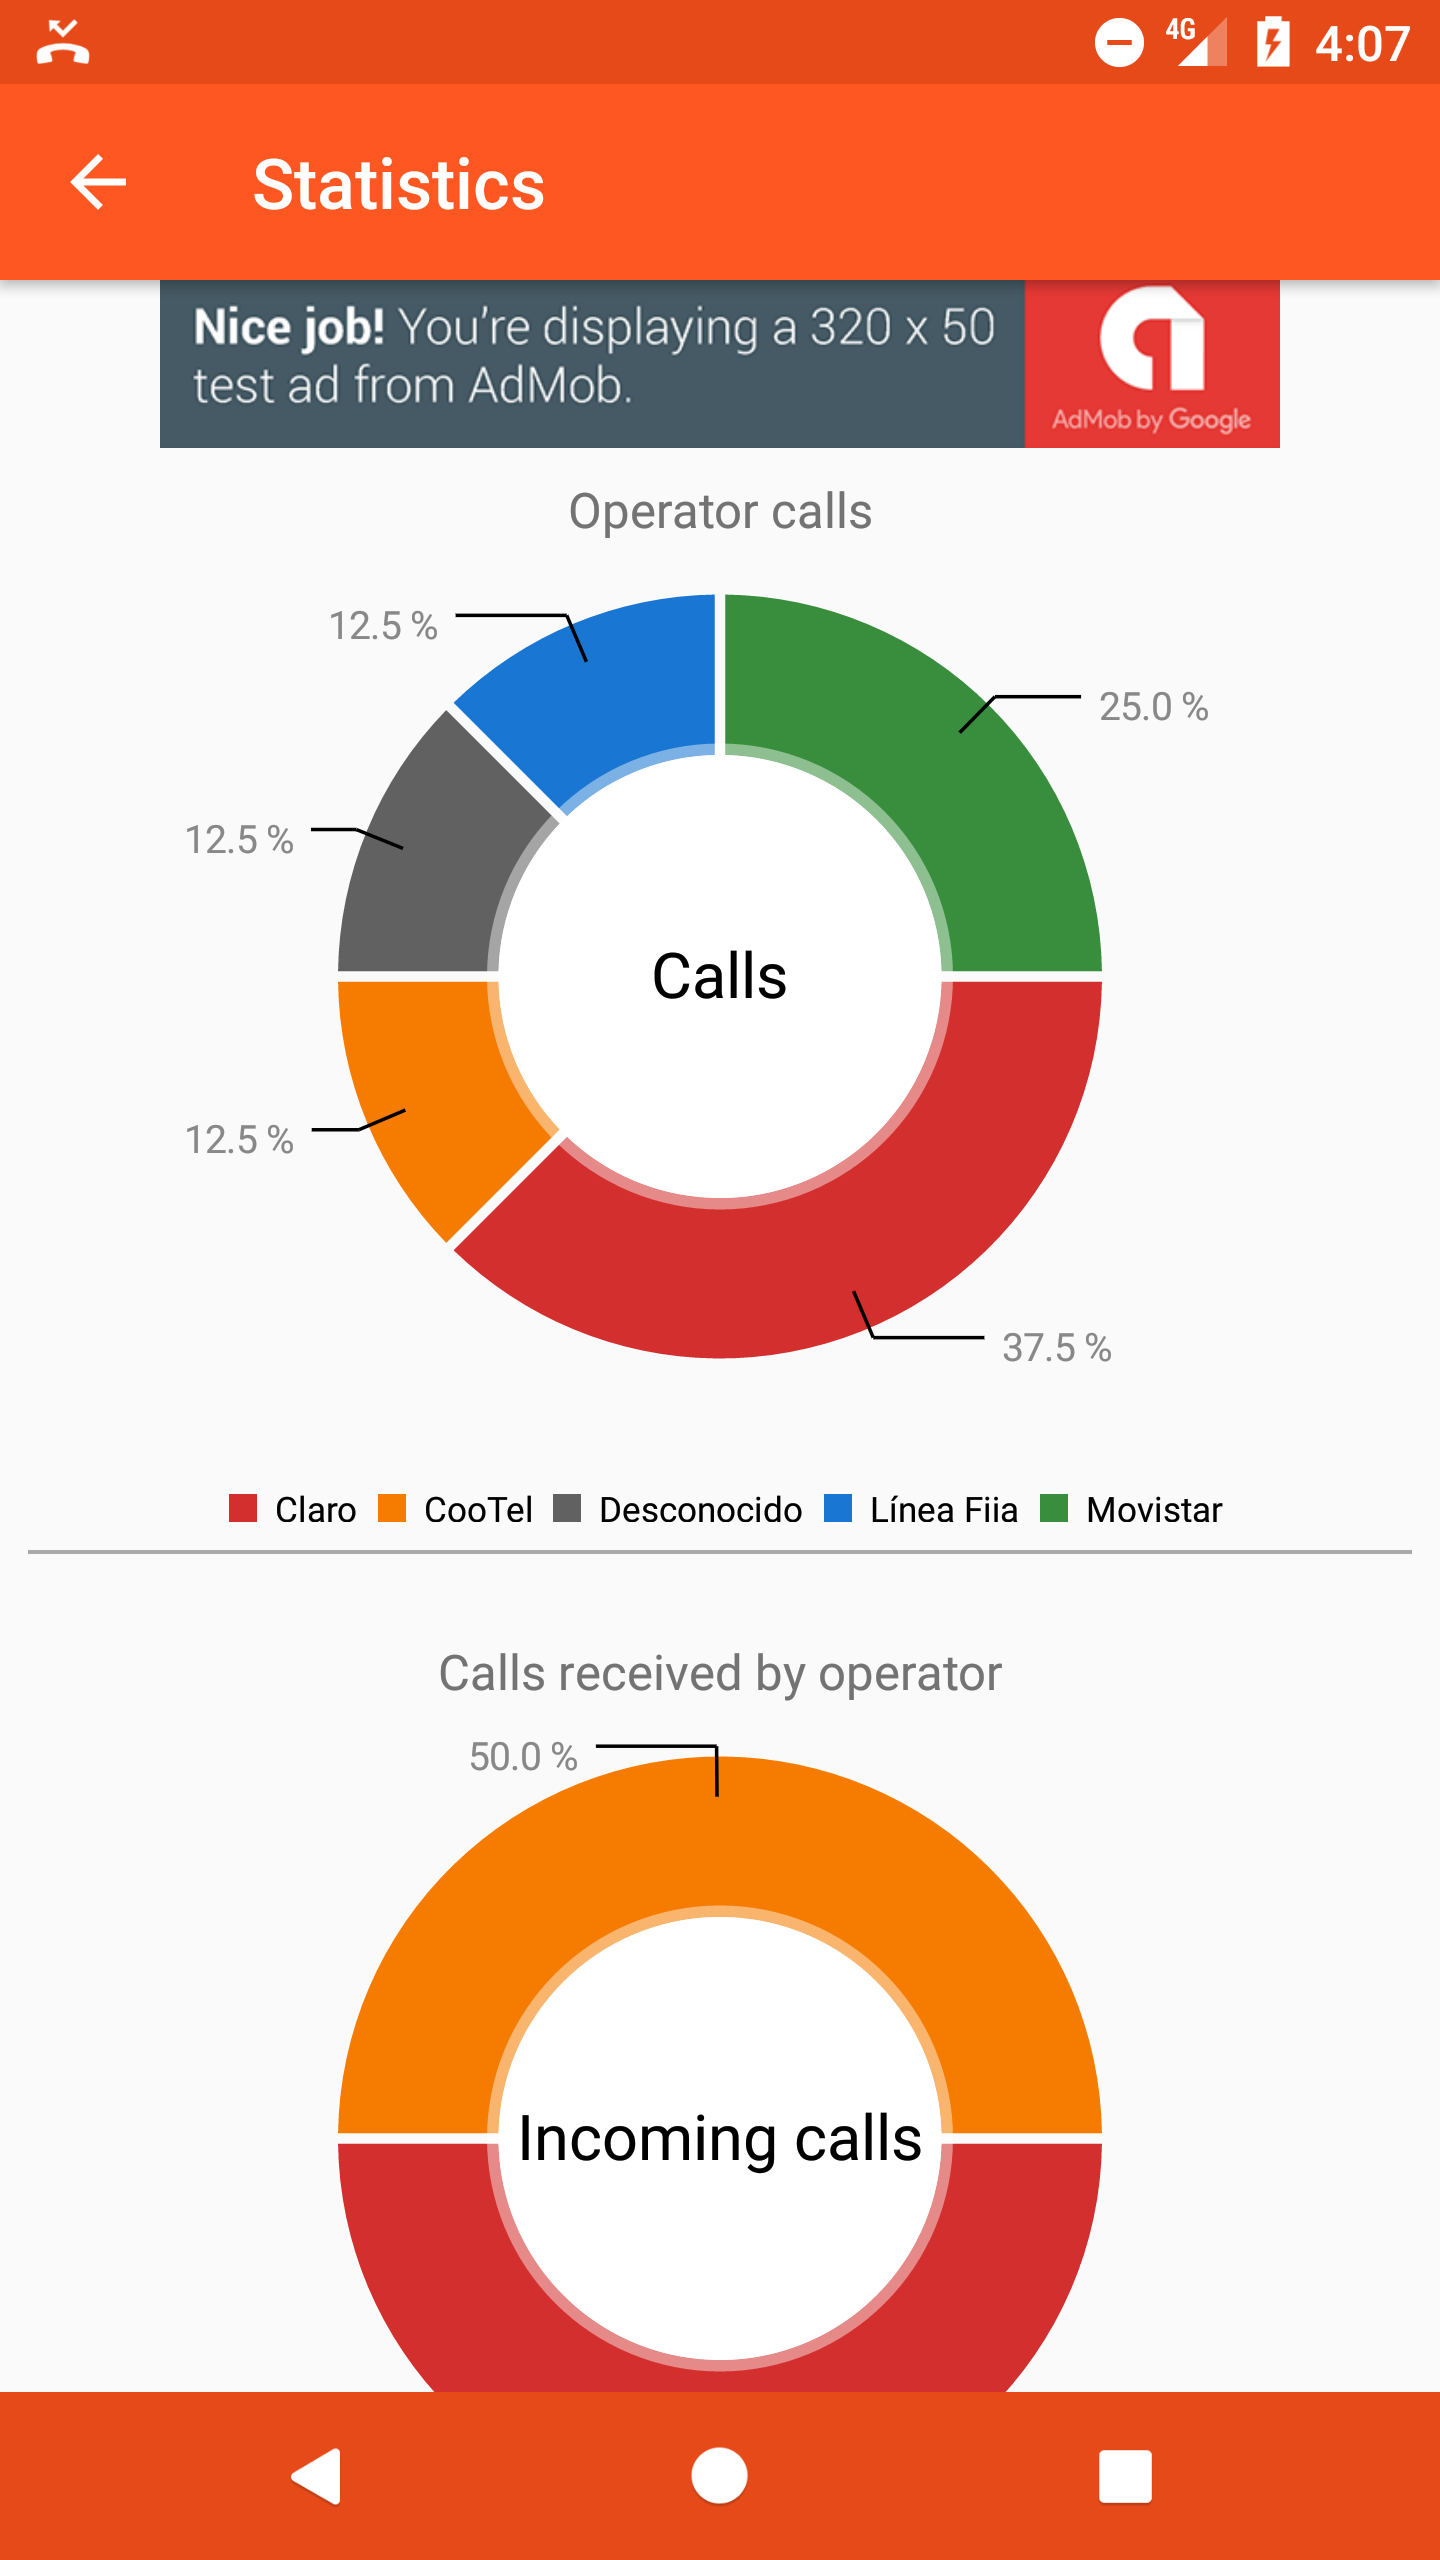 4G 4:07
Statistics
Nice job! You're displaying a 320 x 50
test ad from AdMob.
AdMob by Google
Operator calls
12.5 %
25.0 %
12.5 %
Calls
12.5 %
37.5 %
Claro CooTel Desconocido Línea Fiia Movistar
Calls received by operator
50.0 %
Incoming calls